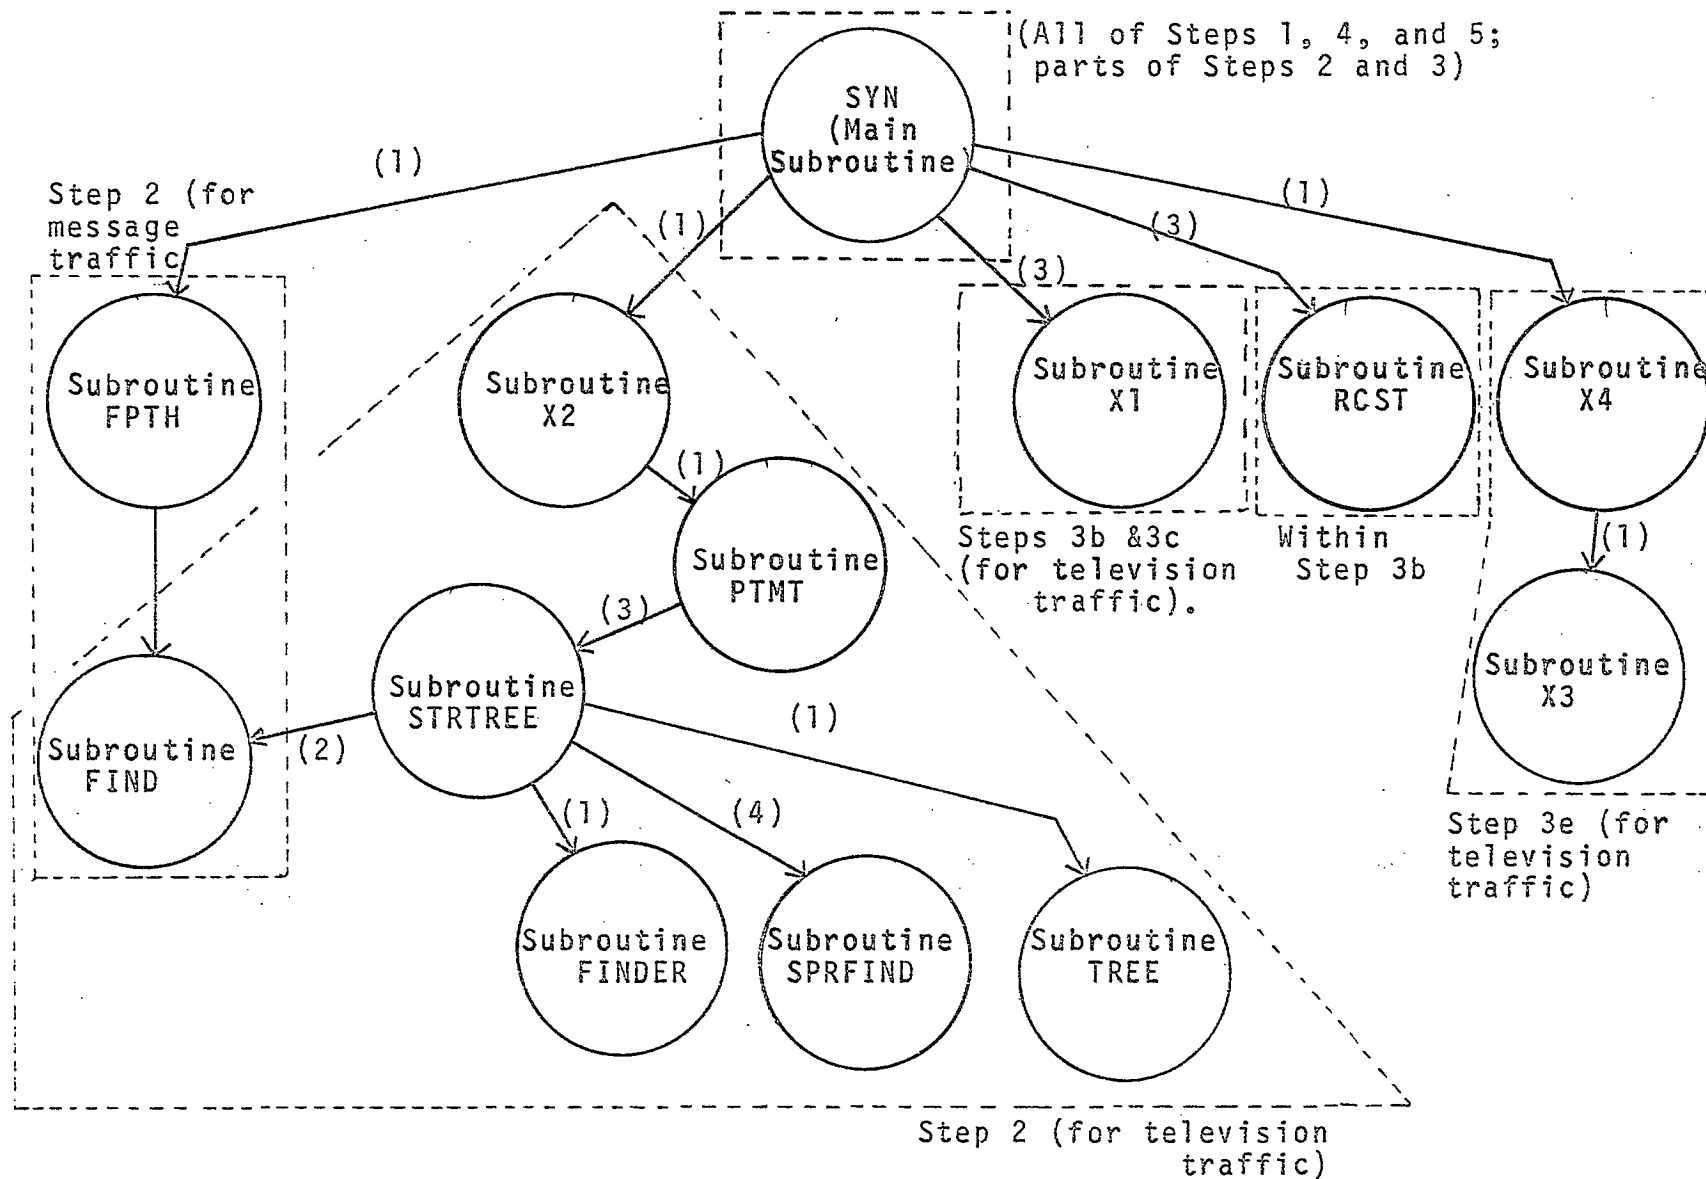 (All of Steps 1, 4, and 5;
parts of Steps 2 and 3)
SYN
(Main
Subroutine)
(1)
(1)
(3)
(3)
(1)
Step 2 (for
message
traffic
Subroutine
FPTH
Subroutine
X2
Subroutine
X1
Subroutine
RCST
Subroutine
X4
(1)
Steps 3b &3c
(for television
traffic).
Within
Step 3b
(1)
Subroutine
PTMT
(3)
Subroutine
STRTREE
Subroutine
X3
Subroutine
FIND
(2)
(1)
(4)
(1)
Step 3e (for
television
traffic)
Subroutine
FINDER
Subroutine
SPRFIND
Subroutine
TREE
Step 2 (for television
traffic)